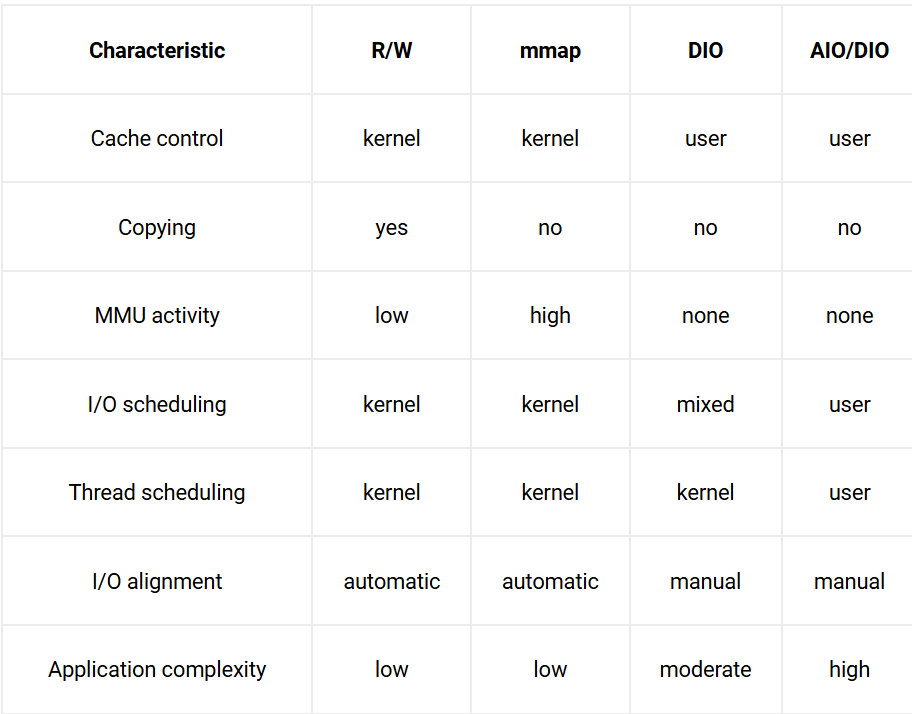 Characteristic R/W mmap DIO AIO/DIO
Cache control kernel kernel user user
Copying yes no no no
MMU activity low high none none
I/O scheduling kernel kernel mixed user
Thread scheduling kernel kernel kernel user
I/O alignment automatic automatic manual manual
Application complexity low low moderate high